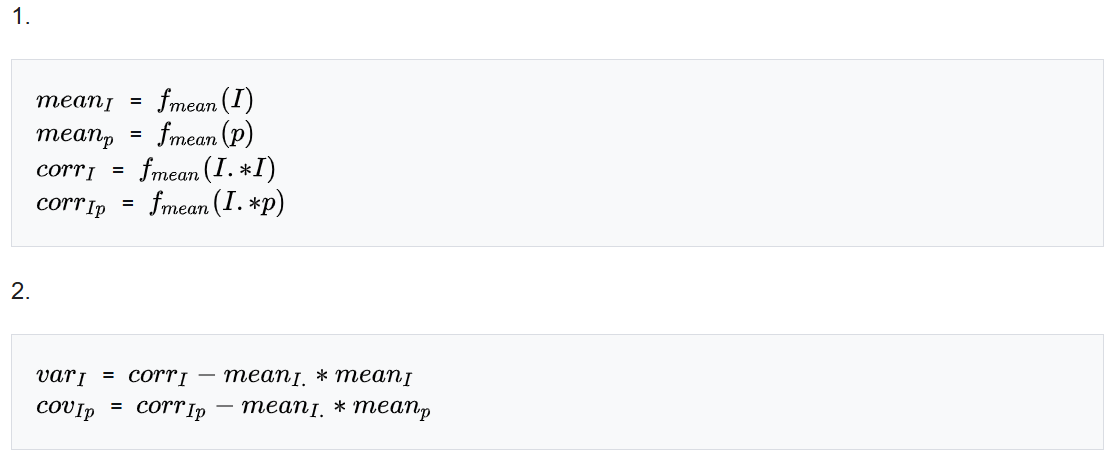 1.
mean_I = f_mean(I)
mean_p = f_mean(p)
corr_I = f_mean(I.*I)
corr_Ip = f_mean(I.*p)
2.
var_I = corr_I − mean_I. * mean_I
cov_Ip = corr_Ip − mean_I. * mean_p